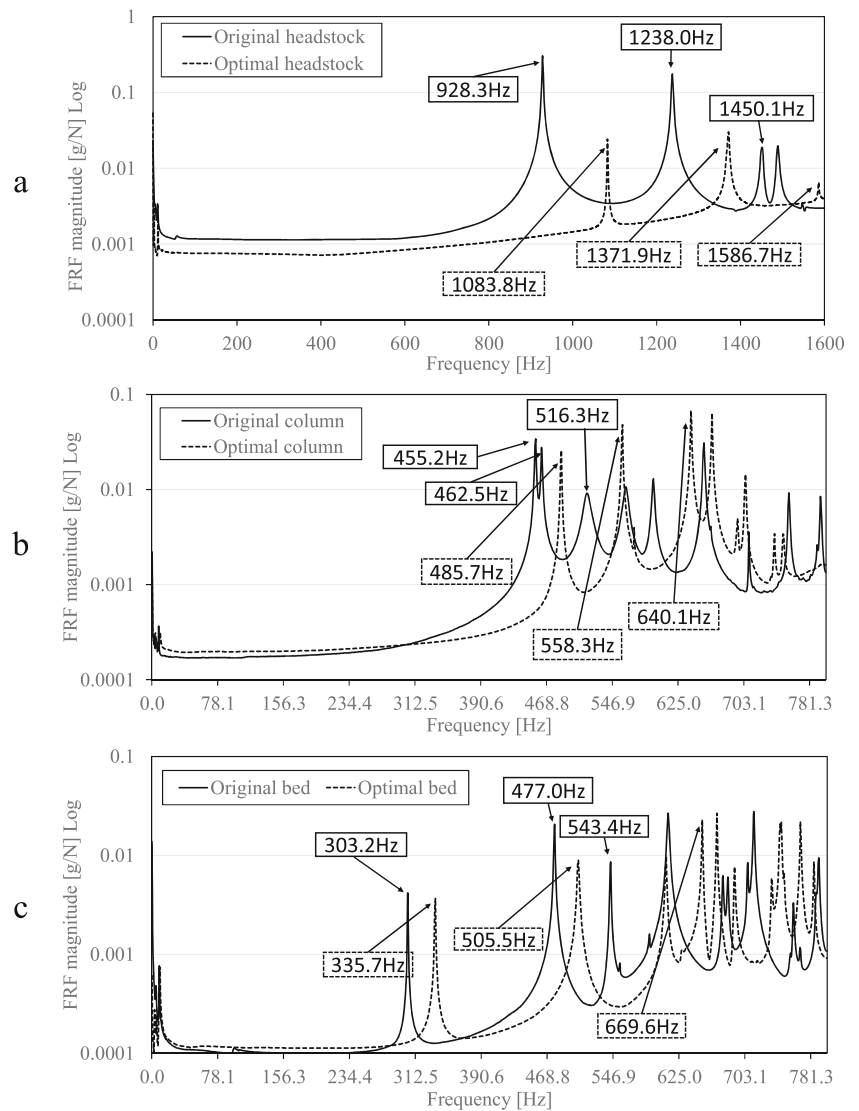 a
FRF magnitude [g/N] Log
1
0.1
0.01
0.001
0.0001
Original headstock
Optimal headstock
928.3Hz
1238.0Hz
1450.1Hz
1083.8Hz
1371.9Hz
1586.7Hz
0 200 400 600 800 1000 1200 1400 1600
Frequency [Hz]
b
FRF magnitude [g/N] Log
0.1
0.01
0.001
0.0001
Original column
Optimal column
516.3Hz
455.2Hz
462.5Hz
485.7Hz
558.3Hz
640.1Hz
0.0 78.1 156.3 234.4 312.5 390.6 468.8 546.9 625.0 703.1 781.3
Frequency [Hz]
c
FRF magnitude [g/N] Log
0.1
0.01
0.001
0.0001
Original bed Optimal bed
477.0Hz
543.4Hz
303.2Hz
335.7Hz
505.5Hz
669.6Hz
0.0 78.1 156.3 234.4 312.5 390.6 468.8 546.9 625.0 703.1 781.3
Frequency [Hz]